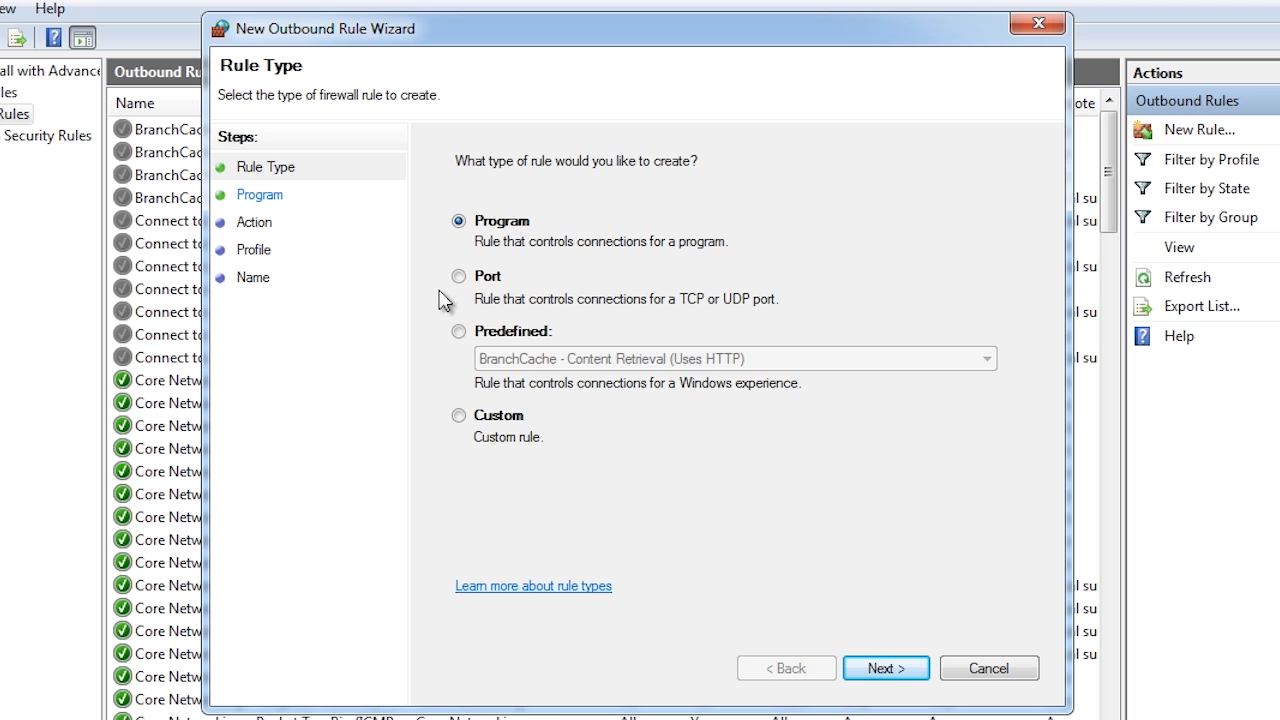 ew Help
New Outbound Rule Wizard
Rule Type
Select the type of firewall rule to create.
Steps:
Rule Type
Program
Action
Profile
Name
What type of rule would you like to create?
Program
Rule that controls connections for a program.
Port
Rule that controls connections for a TCP or UDP port.
Predefined:
BranchCache - Content Retrieval (Uses HTTP)
Rule that controls connections for a Windows experience.
Custom
Custom rule.
Learn more about rule types
< Back Next > Cancel
all with Advance
les
Rules
Security Rules
Outbound Ru
Name
ote
BranchCac
BranchCac
BranchCac
BranchCac
l su
Connect to
l su
Connect to
Connect to
l su
Connect to
Connect to
l su
Connect to
Connect to
l su
Core Netw
Core Netw
Core Netw
Core Netw
Core Netw
Core Netw
Core Netw
Core Netw
Core Netw
Core Netw
l su
Core Netw
l su
Core Netw
l su
Core Netw
l su
Core Netw
Core Netw
Actions
Outbound Rules
New Rule...
Filter by Profile
Filter by State
Filter by Group
View
Refresh
Export List...
Help